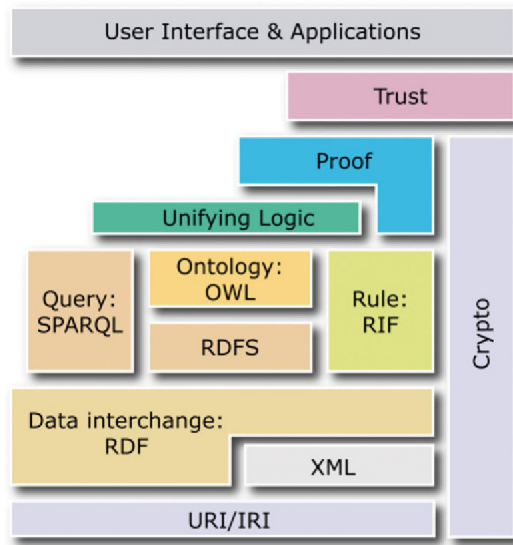 User Interface & Applications
Trust
Proof
Unifying Logic
Ontology:
OWL
Query:
SPARQL
Rule:
RIF
RDFS
Crypto
Data interchange:
RDF
XML
URI/IRI